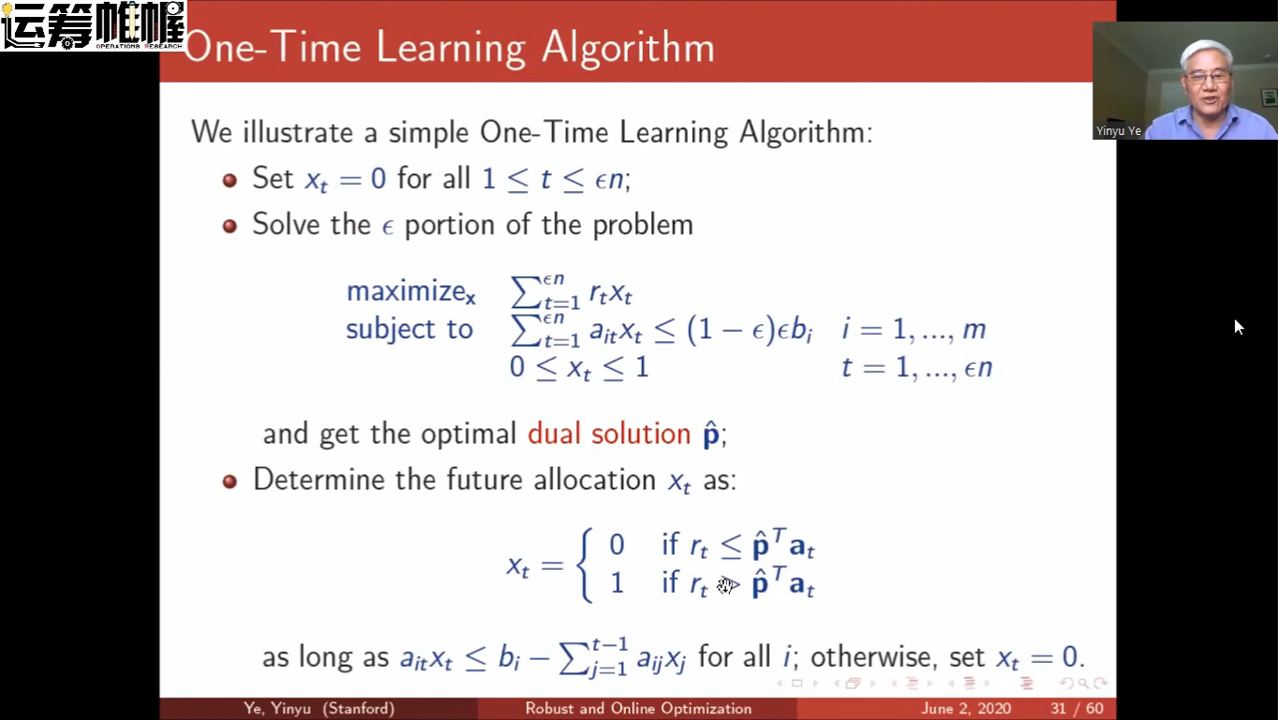 运筹帷幄
OPERATIONS RESEARCH
One-Time Learning Algorithm
Yinyu Ye
We illustrate a simple One-Time Learning Algorithm:
Set x_t = 0 for all 1 ≤ t ≤ ϵn;
Solve the ϵ portion of the problem
maximize_x ∑_{t=1}^{ϵn} r_t x_t
subject to ∑_{t=1}^{ϵn} a_{it} x_t ≤ (1 − ϵ)ϵb_i i = 1, ..., m
0 ≤ x_t ≤ 1 t = 1, ..., ϵn
and get the optimal dual solution p̂;
Determine the future allocation x_t as:
x_t = { 0 if r_t ≤ p̂^T a_t
1 if r_t > p̂^T a_t
as long as a_{it} x_t ≤ b_i − ∑_{j=1}^{t−1} a_{ij} x_j for all i; otherwise, set x_t = 0.
Ye, Yinyu (Stanford) Robust and Online Optimization June 2, 2020 31 / 60